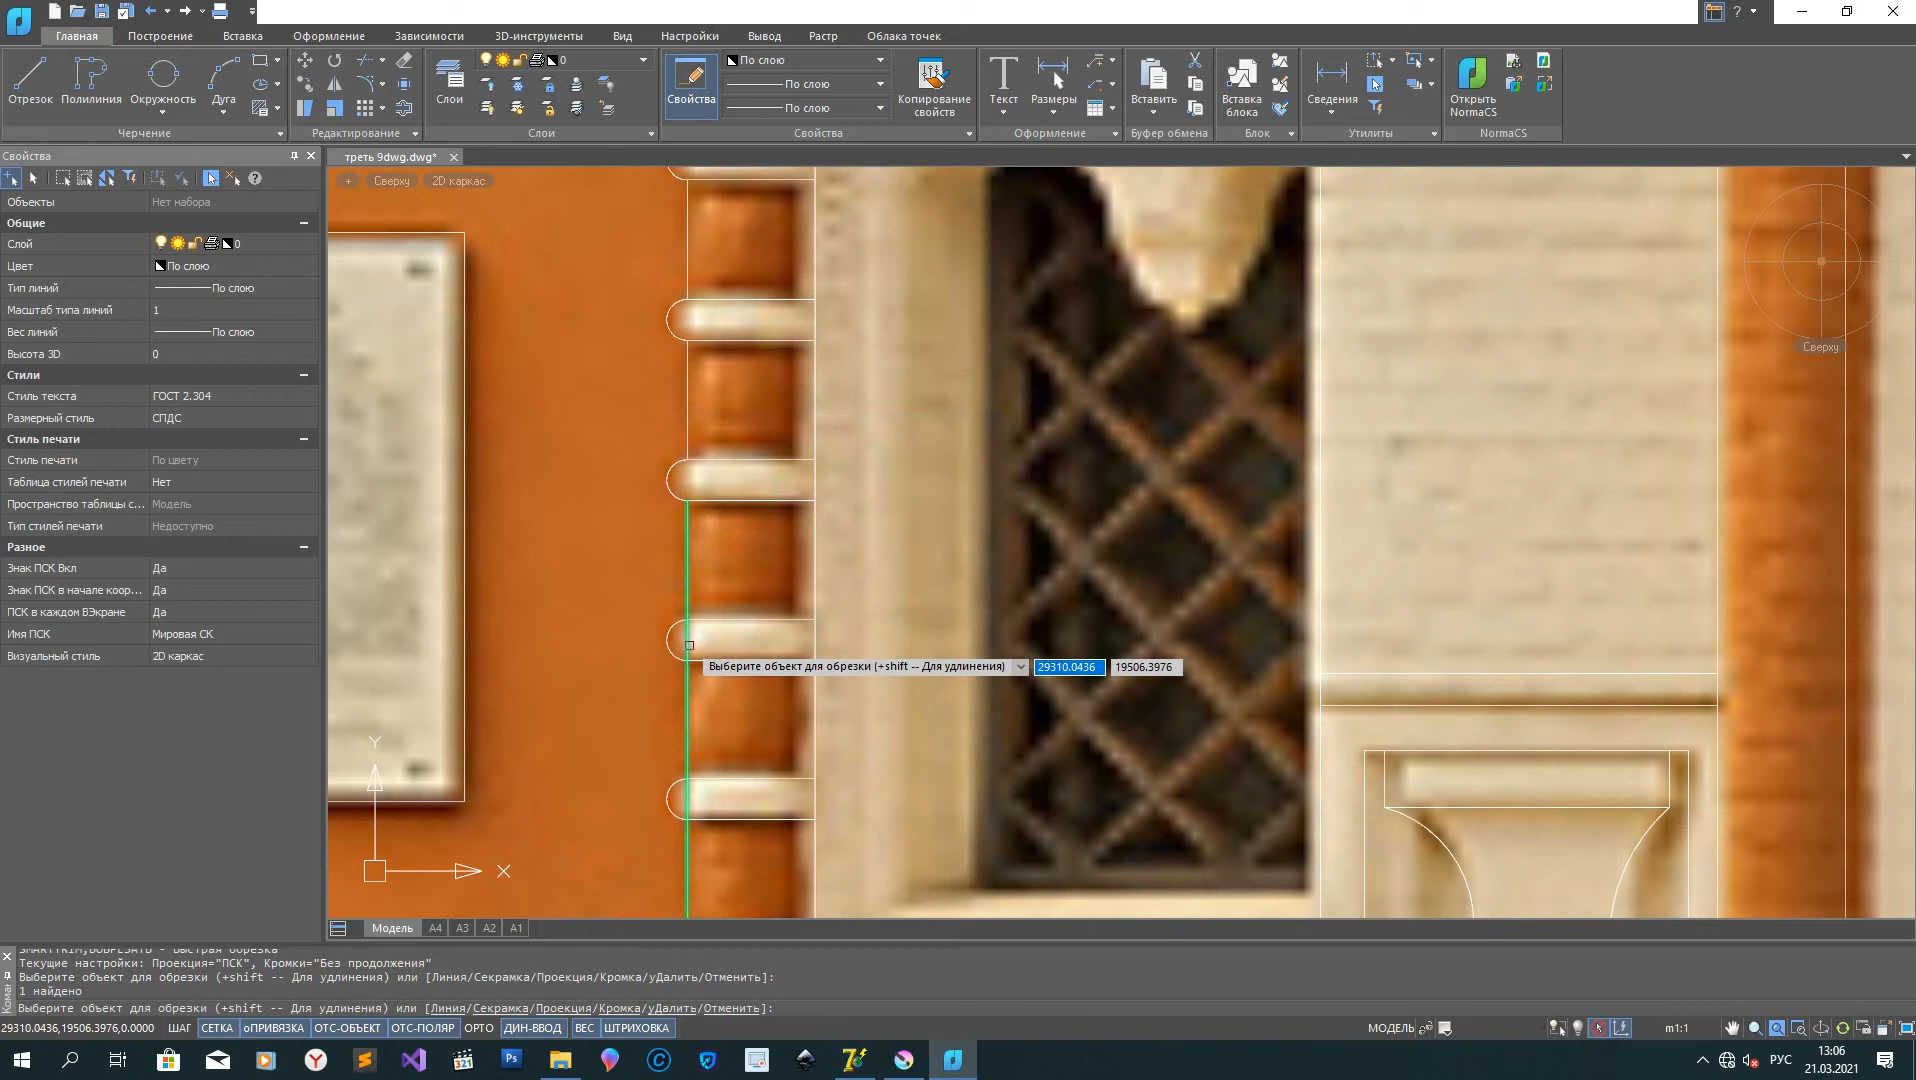 Главная Построение Вставка Оформление Зависимости 3D-инструменты Вид Настройки Вывод Растр Облака точек
Отрезок Полилиния Окружность Дуга
Слои
0
Свойства
По слою
По слою
По слою
Копирование свойств
Текст Размеры
Вставить
Вставка блока
Сведения
Открыть NormaCS
Черчение Редактирование Слои Свойства Оформление Буфер обмена Блок Утилиты NormaCS
Свойства
треть 9dwg.dwg*
Сверху 2D каркас
Объекты Нет набора
Общие
Слой 0
Цвет По слою
Тип линий По слою
Масштаб типа линий 1
Вес линий По слою
Высота 3D 0
Стили
Стиль текста ГОСТ 2.304
Размерный стиль СПДС
Стиль печати
Стиль печати По цвету
Таблица стилей печати Нет
Пространство таблицы с... Модель
Тип стилей печати Недоступно
Разное
Знак ПСК Вкл Да
Знак ПСК в начале коор... Да
ПСК в каждом ВЭкране Да
Имя ПСК Мировая СК
Визуальный стиль 2D каркас
Сверху
Выберите объект для обрезки (+shift -- Для удлинения) 29310.0436 19506.3976
Y
X
Модель A4 A3 A2 A1
Текущие настройки: Проекция="ПСК", Кромки="Без продолжения"
Выберите объект для обрезки (+shift -- Для удлинения) или [Линия/Секрамка/Проекция/Кромка/уДалить/Отменить]:
1 найдено
Выберите объект для обрезки (+shift -- Для удлинения) или [Линия/Секрамка/Проекция/Кромка/уДалить/Отменить]:
29310.0436,19506.3976,0.0000 ШАГ СЕТКА оПРИВЯЗКА ОТС-ОБЪЕКТ ОТС-ПОЛЯР ОРТО ДИН-ВВОД ВЕС ШТРИХОВКА МОДЕЛЬ m1:1
321 Ps РУС
13:06
21.03.2021